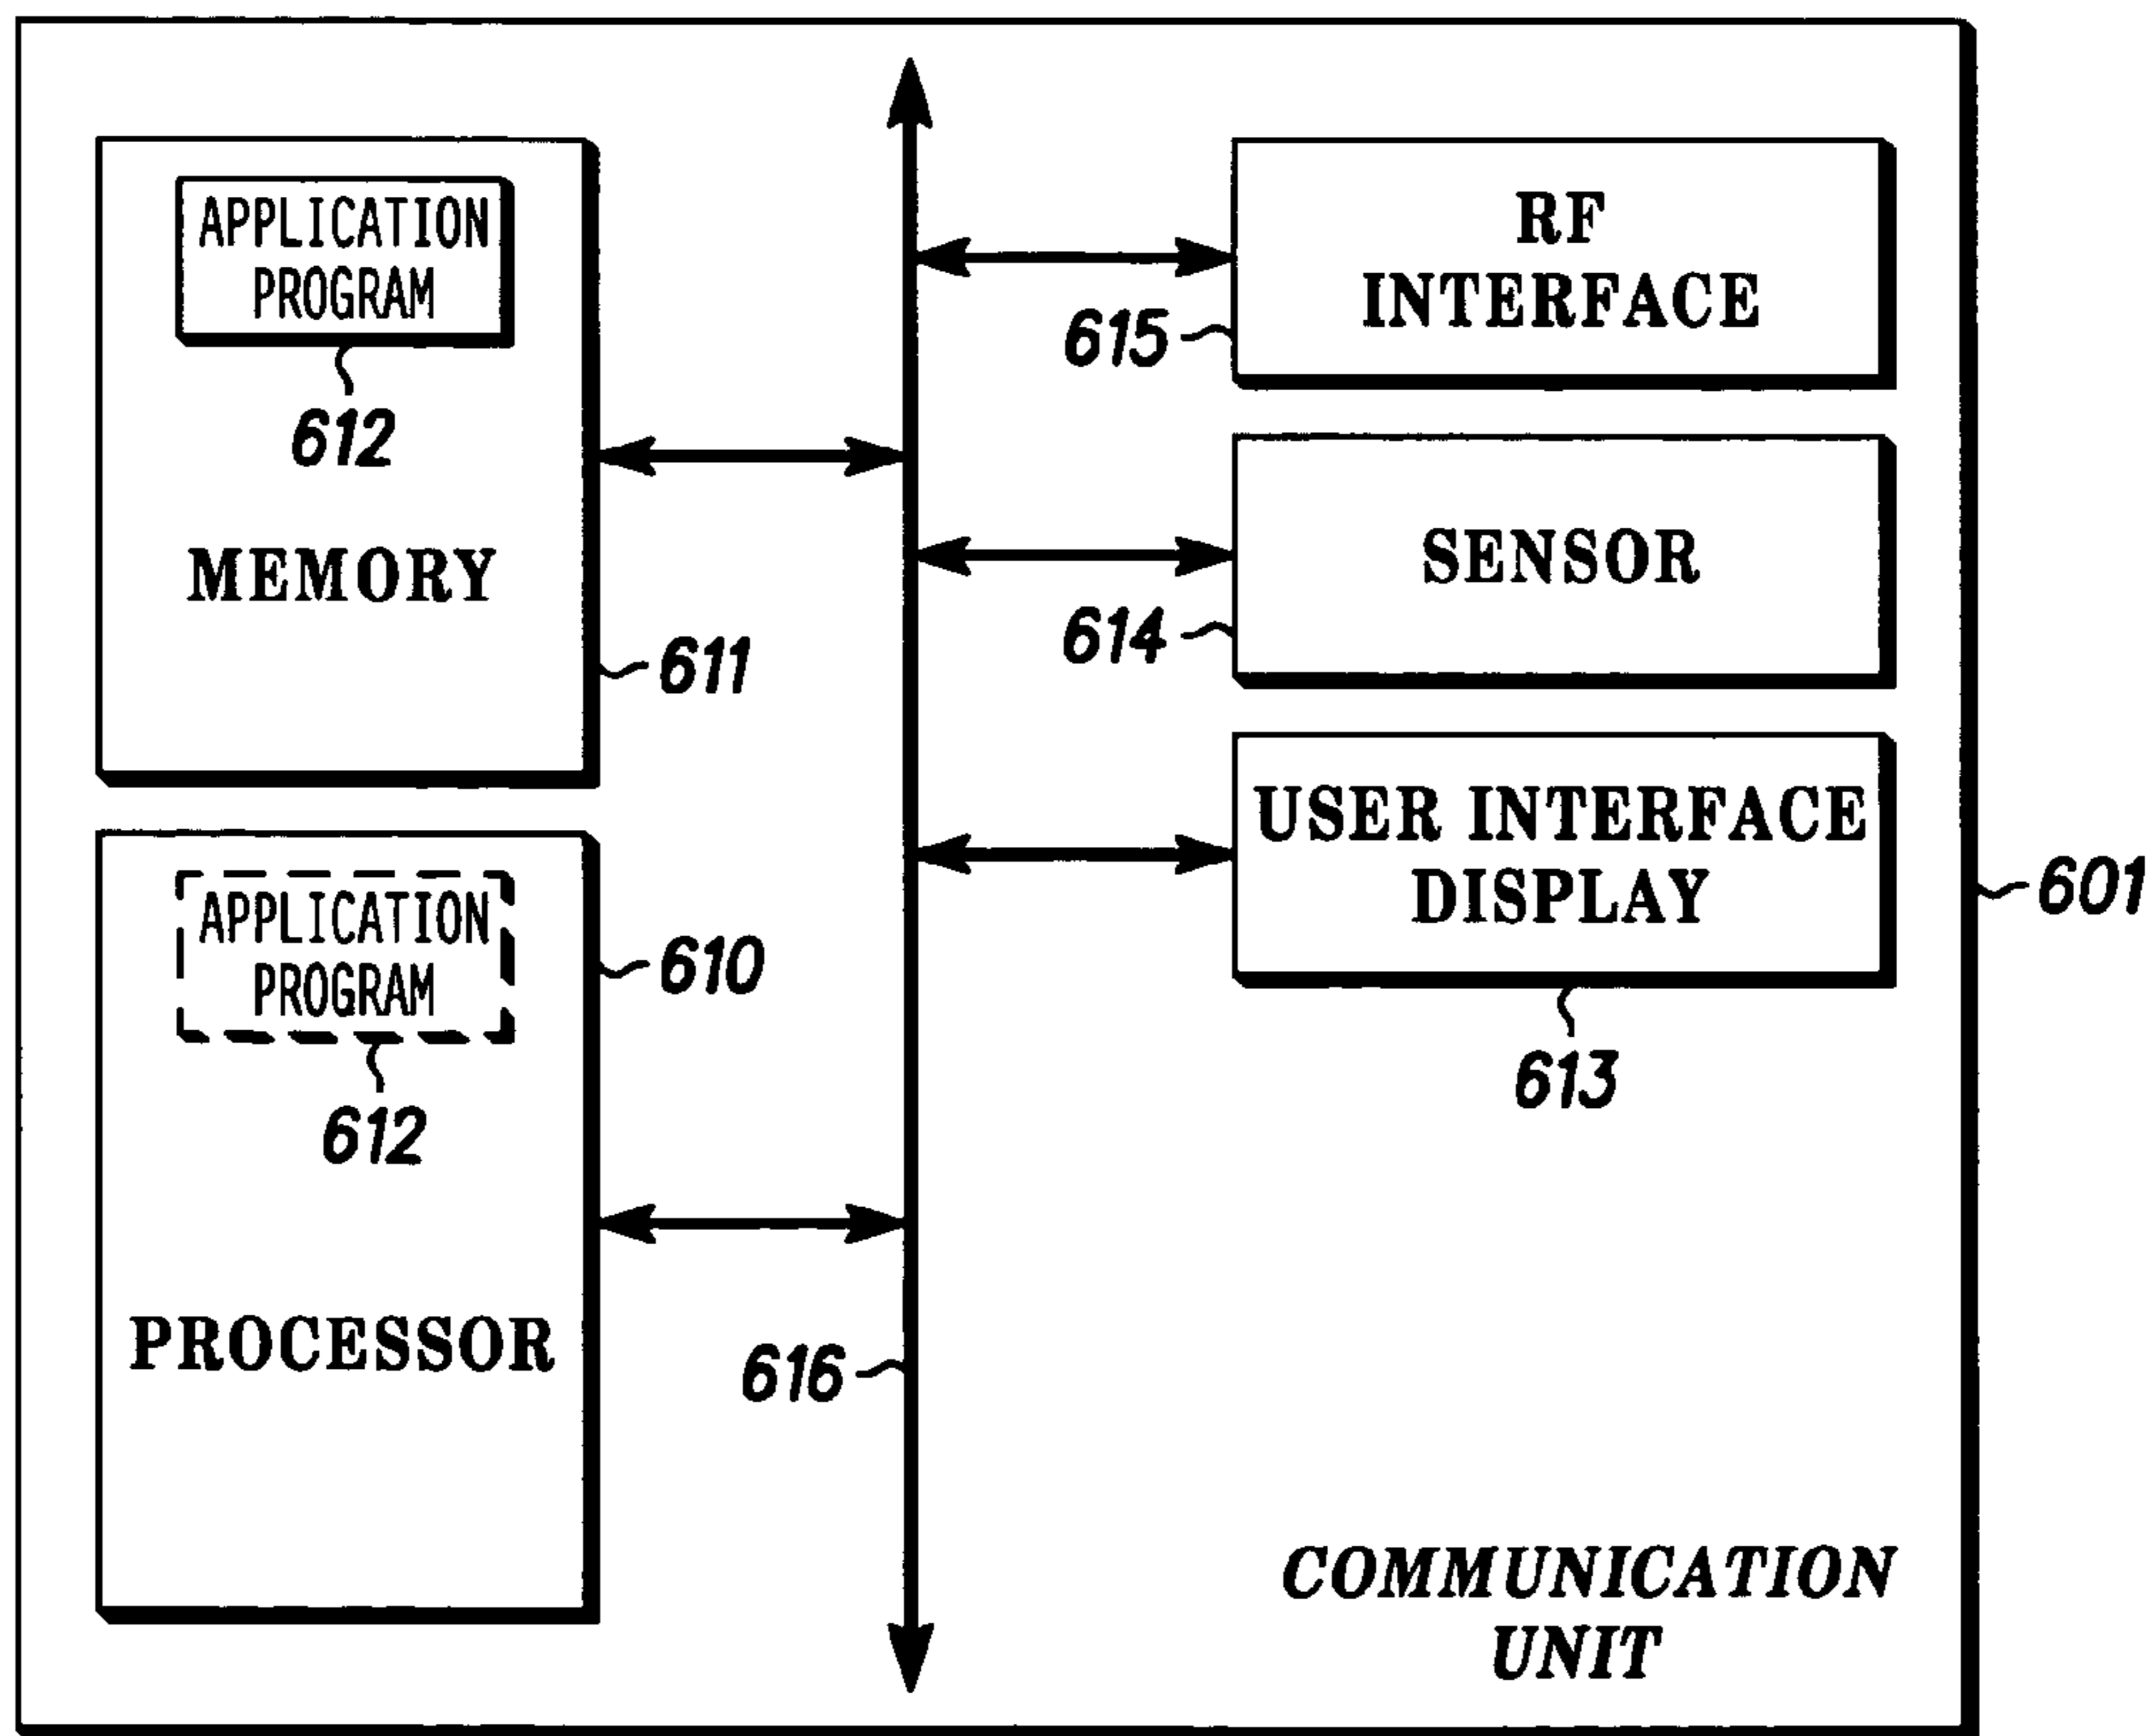 APPLICATION
PROGRAM
612
MEMORY
611
APPLICATION
PROGRAM
610
612
PROCESSOR
616
RF
INTERFACE
615
SENSOR
614
USER INTERFACE
DISPLAY
613
601
COMMUNICATION
UNIT